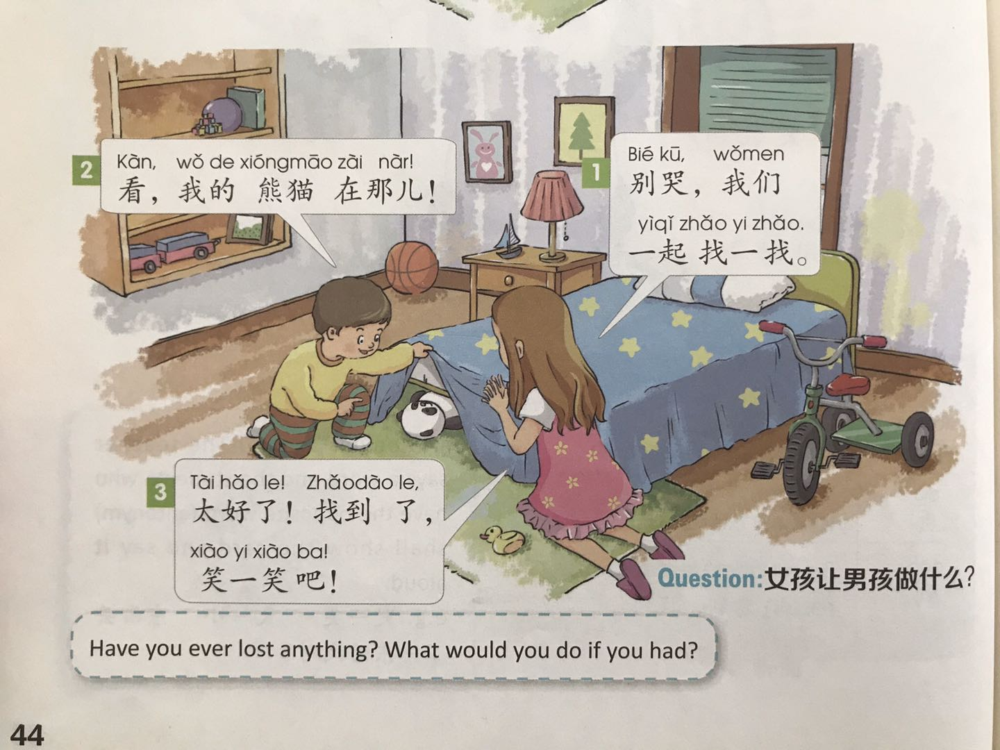 Bié kū, wǒmen
别哭，我们
yìqǐ zhǎo yi zhǎo.
一起 找一找。
1
2
Kàn, wǒ de xióngmāo zài nàr!
看，我的 熊猫 在那儿！
3
Tài hǎo le! Zhǎodào le,
太好了！找到 了，
xiào yi xiào ba!
笑一笑 吧！
Question:女孩让男孩做什么?
Have you ever lost anything? What would you do if you had?
44